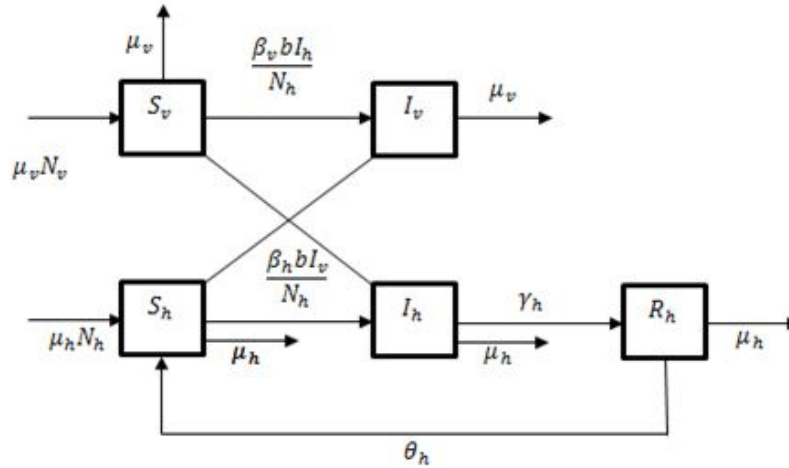 μ_v
β_v b I_h
N_h
S_v
I_v
μ_v
μ_v N_v
β_h b I_v
N_h
S_h
I_h
γ_h
R_h
μ_h N_h
μ_h
μ_h
μ_h
θ_h